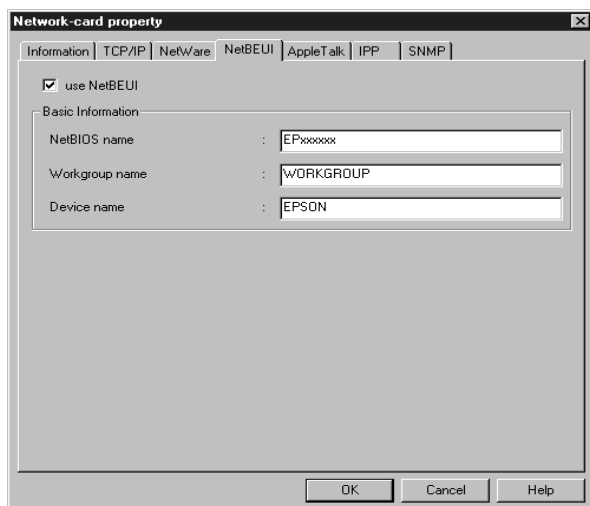 Network-card property
Information TCP/IP NetWare NetBEUI AppleTalk IPP SNMP
use NetBEUI
Basic Information
NetBIOS name : EPxxxxxx
Workgroup name : WORKGROUP
Device name : EPSON
OK Cancel Help